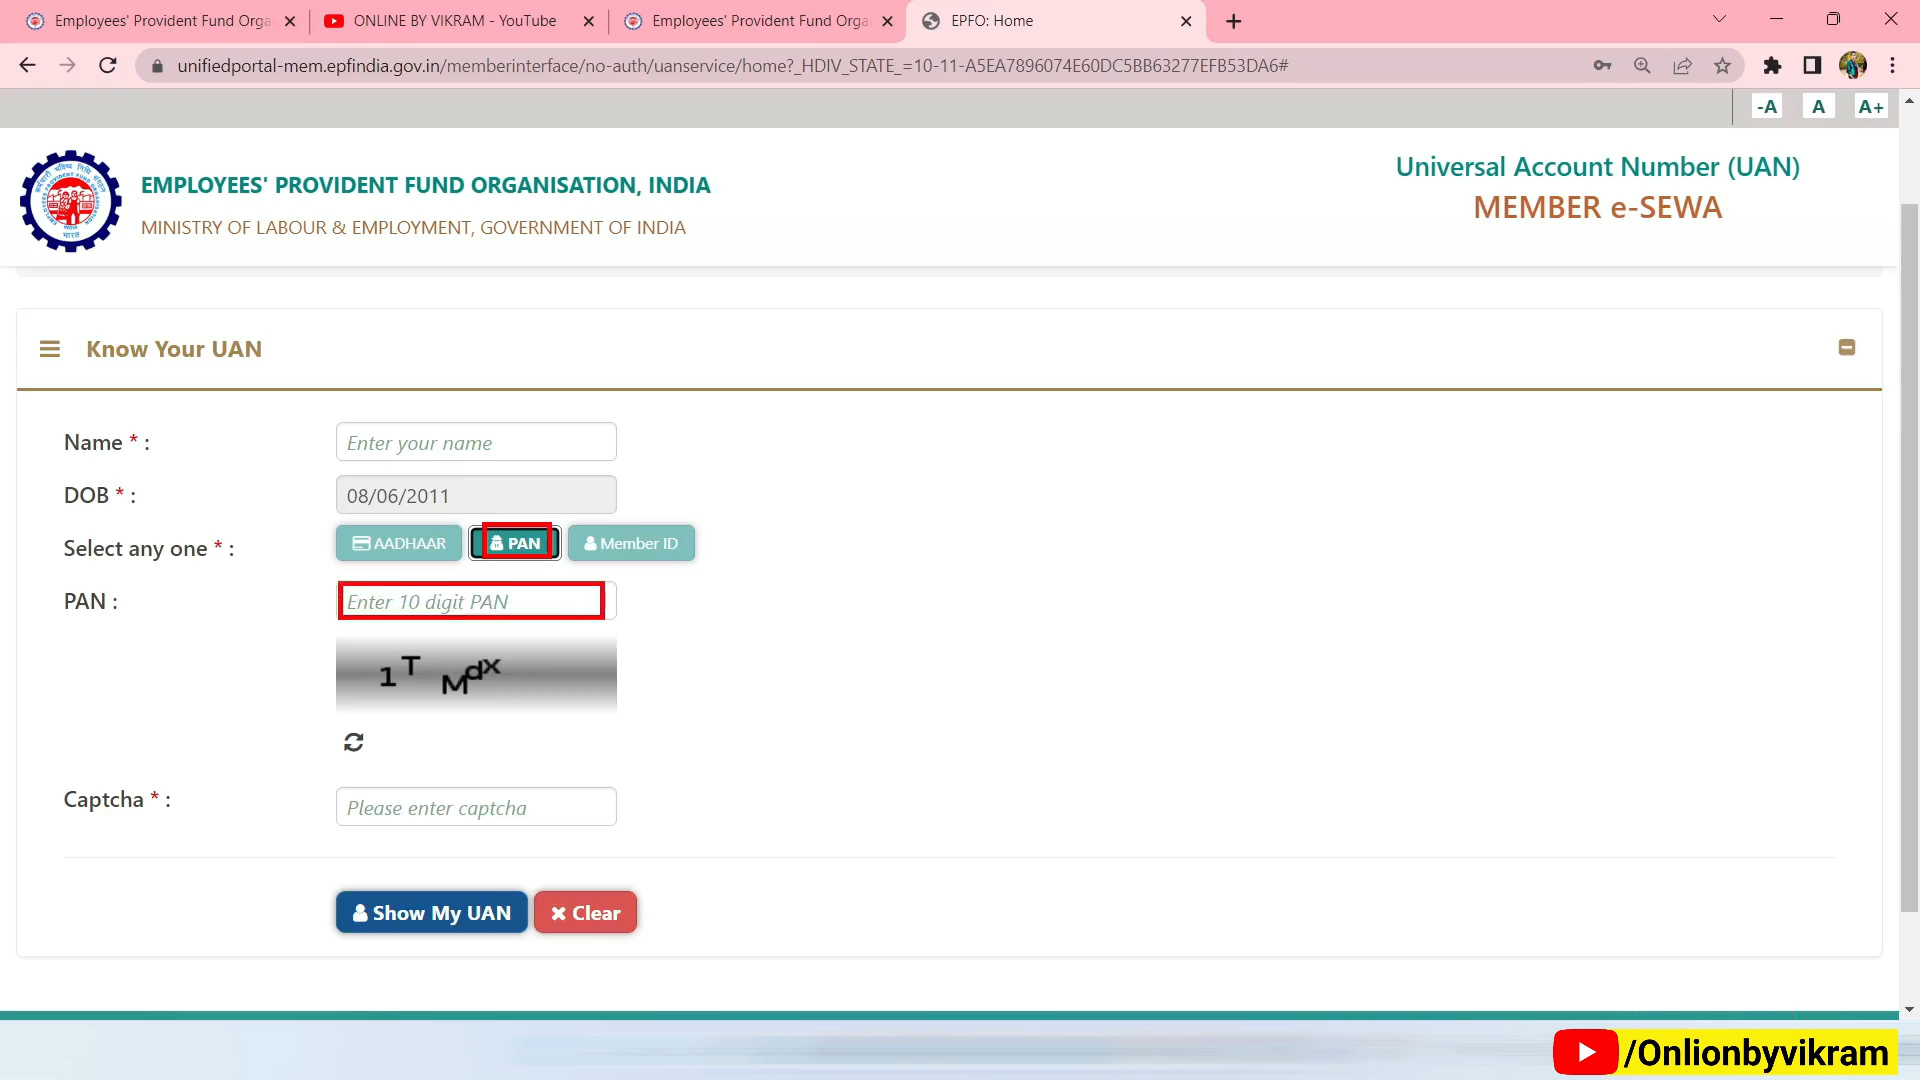 Employees' Provident Fund Orga
ONLINE BY VIKRAM - YouTube
Employees' Provident Fund Orga
EPFO: Home
unifiedportal-mem.epfindia.gov.in/memberinterface/no-auth/uanservice/home?_HDIV_STATE_=10-11-A5EA7896074E60DC5BB63277EFB53DA6#
-A A A+
EMPLOYEES' PROVIDENT FUND ORGANISATION, INDIA
MINISTRY OF LABOUR & EMPLOYMENT, GOVERNMENT OF INDIA
Universal Account Number (UAN)
MEMBER e-SEWA
Know Your UAN
Name * :
Enter your name
DOB * :
08/06/2011
Select any one * :
AADHAAR
PAN
Member ID
PAN :
Enter 10 digit PAN
1T Mdx
Captcha * :
Please enter captcha
Show My UAN
Clear
/Onlionbyvikram